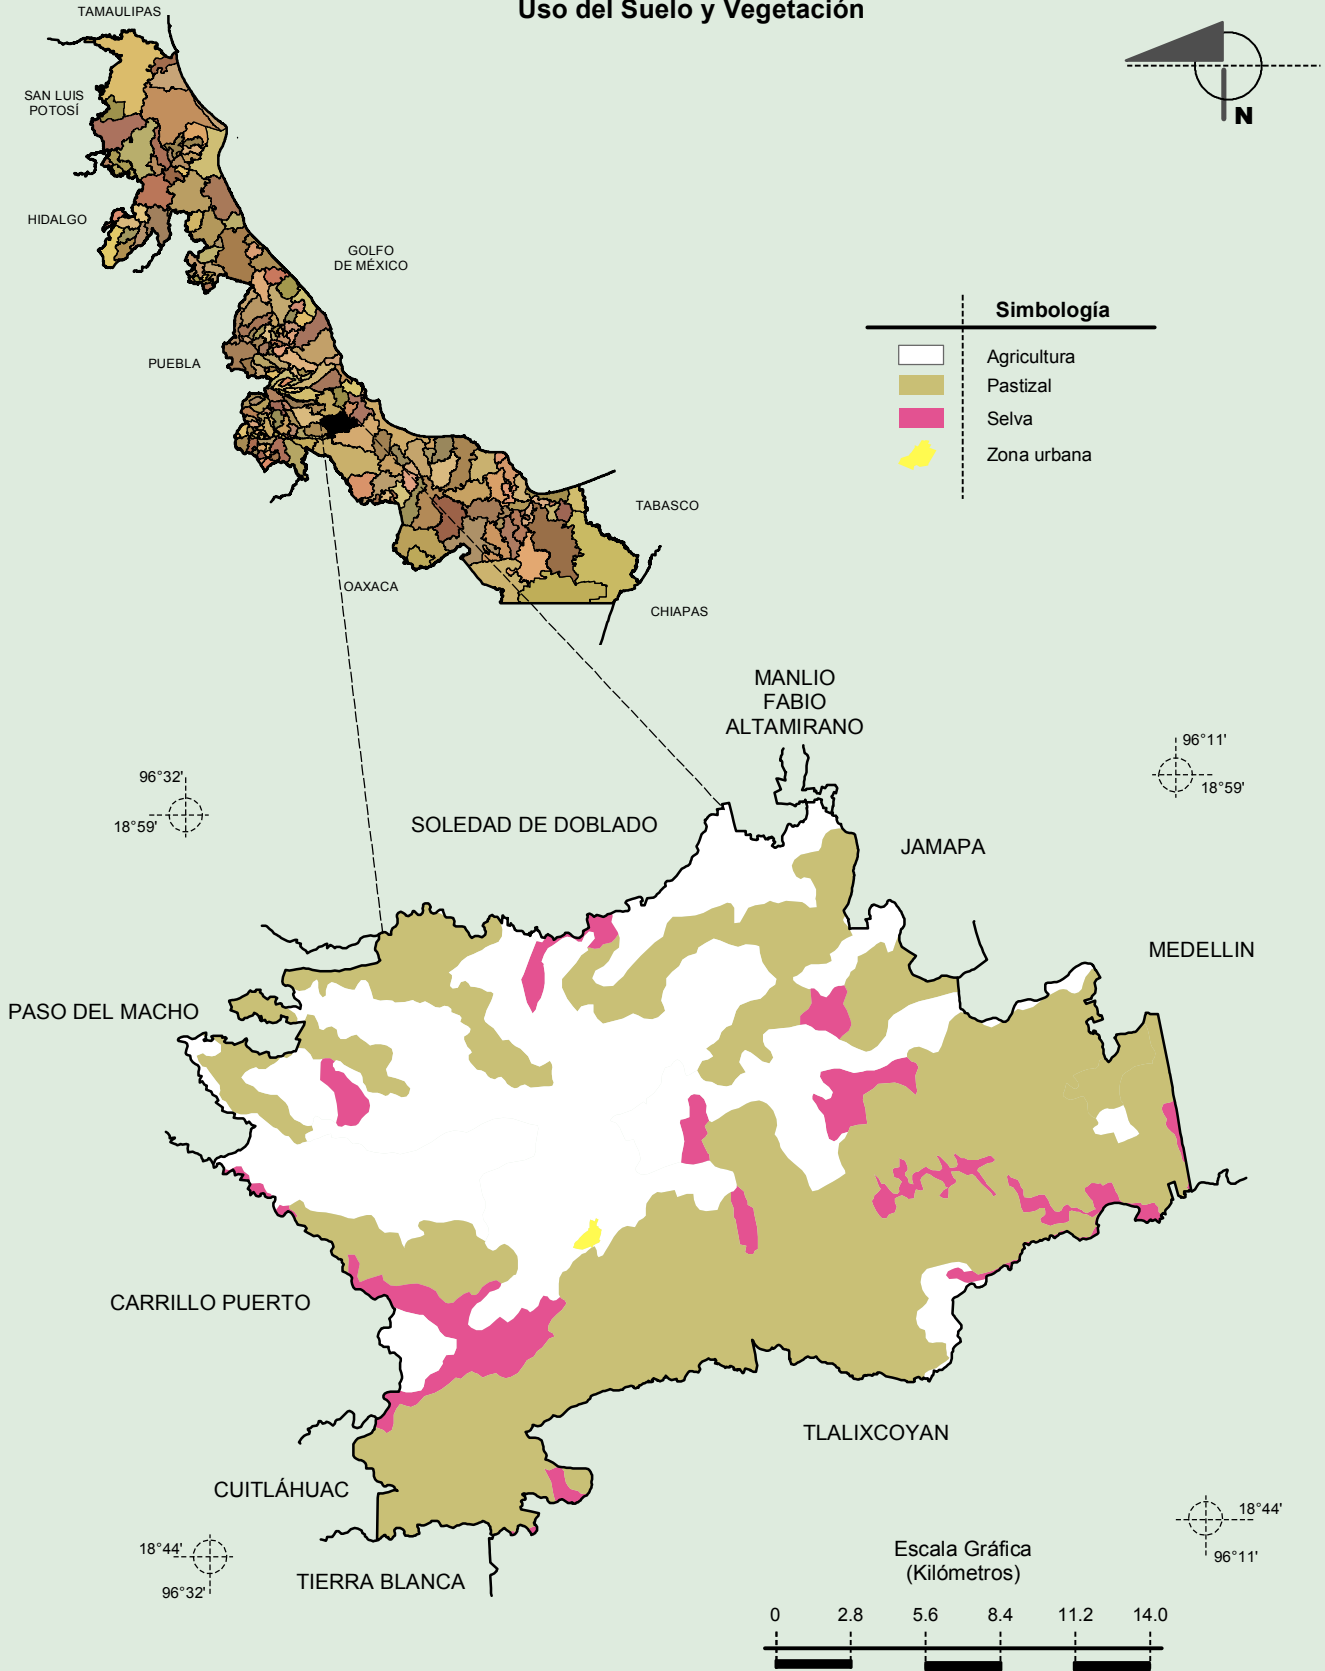 Uso del Suelo y Vegetación
TAMAULIPAS
SAN LUIS
POTOSÍ
HIDALGO
GOLFO
DE MÉXICO
PUEBLA
TABASCO
OAXACA
CHIAPAS
N
Simbología
Agricultura
Pastizal
Selva
Zona urbana
MANLIO
FABIO
ALTAMIRANO
96°32'
18°59'
96°11'
18°59'
SOLEDAD DE DOBLADO
JAMAPA
MEDELLIN
PASO DEL MACHO
CARRILLO PUERTO
TLALIXCOYAN
CUITLÁHUAC
18°44'
96°32'
TIERRA BLANCA
18°44'
96°11'
Escala Gráfica
(Kilómetros)
0 2.8 5.6 8.4 11.2 14.0